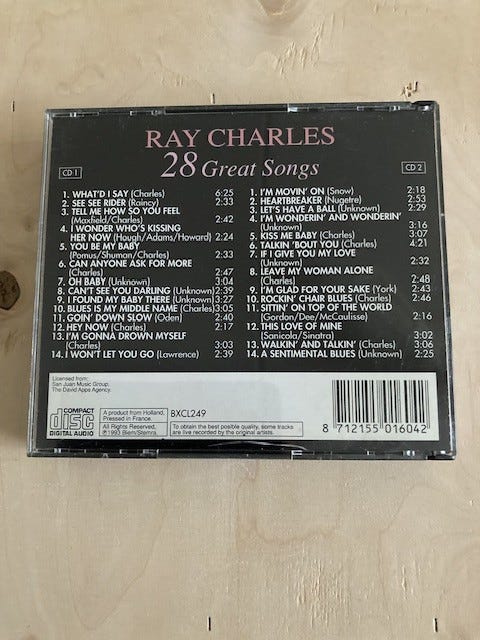 RAY CHARLES
28 Great Songs
CD 1
1. WHAT'D I SAY (Charles) 6:25
2. SEE SEE RIDER (Rainey) 2:33
3. TELL ME HOW SO YOU FEEL
(Maxfield/Charles) 2:42
4. I WONDER WHO'S KISSING
HER NOW (Hough/Adams/Howard) 2:24
5. YOU BE MY BABY
(Pomus/Shuman/Charles) 2:33
6. CAN ANYONE ASK FOR MORE
(Charles) 2:47
7. OH BABY (Unknown) 3:04
8. CAN'T SEE YOU DARLING (Unknown) 2:39
9. I FOUND MY BABY THERE (Unknown) 3:27
10. BLUES IS MY MIDDLE NAME (Charles) 3:05
11. GOIN' DOWN SLOW (Oden) 2:40
12. HEY NOW (Charles) 2:17
13. I'M GONNA DROWN MYSELF
(Charles) 3:03
14. I WON'T LET YOU GO (Lawrence) 2:39
CD 2
1. I'M MOVIN' ON (Snow) 2:18
2. HEARTBREAKER (Nugetre) 2:53
3. LET'S HAVE A BALL (Unknown) 2:29
4. I'M WONDERIN' AND WONDERIN'
(Unknown) 3:16
5. KISS ME BABY (Charles) 3:07
6. TALKIN' 'BOUT YOU (Charles) 4:21
7. IF I GIVE YOU MY LOVE
(Unknown) 2:32
8. LEAVE MY WOMAN ALONE
(Charles) 2:48
9. I'M GLAD FOR YOUR SAKE (York) 2:43
10. ROCKIN' CHAIR BLUES (Charles) 2:46
11. SITTIN' ON TOP OF THE WORLD
(Gordon/Dee/McCaulisse) 2:16
12. THIS LOVE OF MINE
(Sanicola/Sinatra) 3:02
13. WALKIN' AND TALKIN' (Charles) 3:06
14. A SENTIMENTAL BLUES (Unknown) 2:25
Licensed from:
San Juan Music Group,
The David Apps Agency.
COMPACT
disc
DIGITAL AUDIO
A product from Holland,
Pressed in France.
All Rights Reserved,
℗1993 Biem/Stemra.
BXCL249
To obtain the best posible quality, some tracks
are live recorded by the original artists.
8 712155 016042